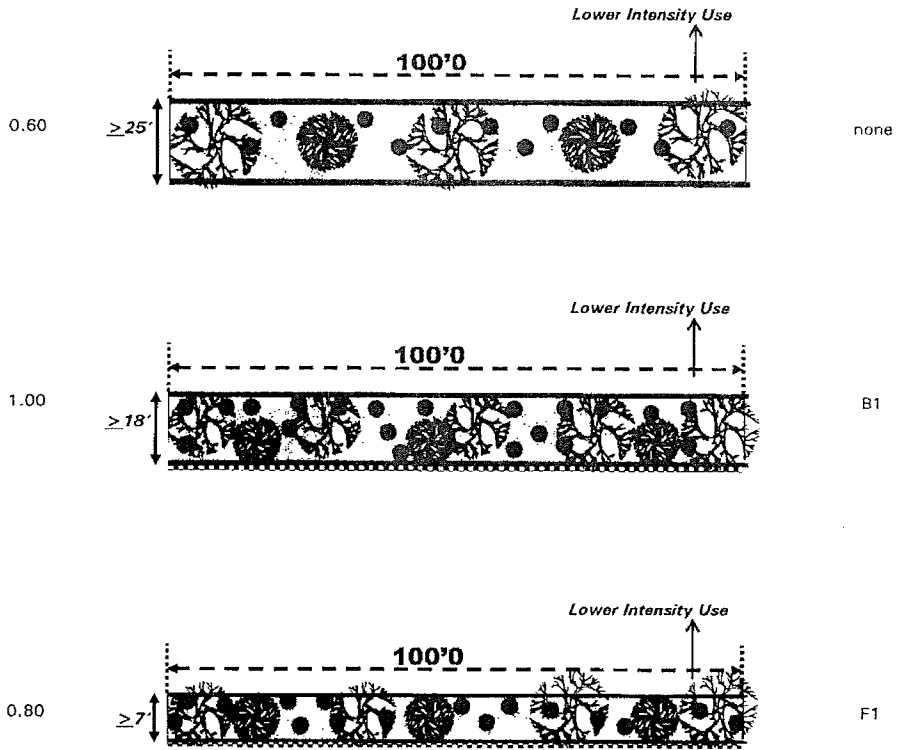 Lower Intensity Use
100'0
0.60 ≥25' none
Lower Intensity Use
100'0
1.00 ≥18' B1
Lower Intensity Use
100'0
0.80 ≥7' F1